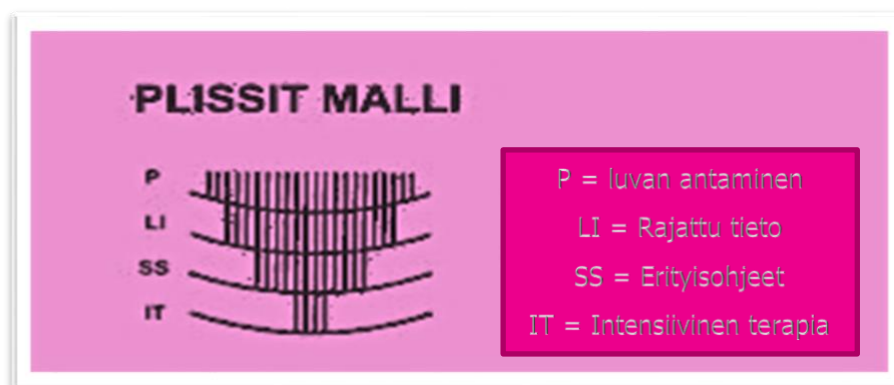 PLISSIT MALLI
P
LI
SS
IT
P = luvan antaminen
LI = Rajattu tieto
SS = Erityisohjeet
IT = Intensiivinen terapia